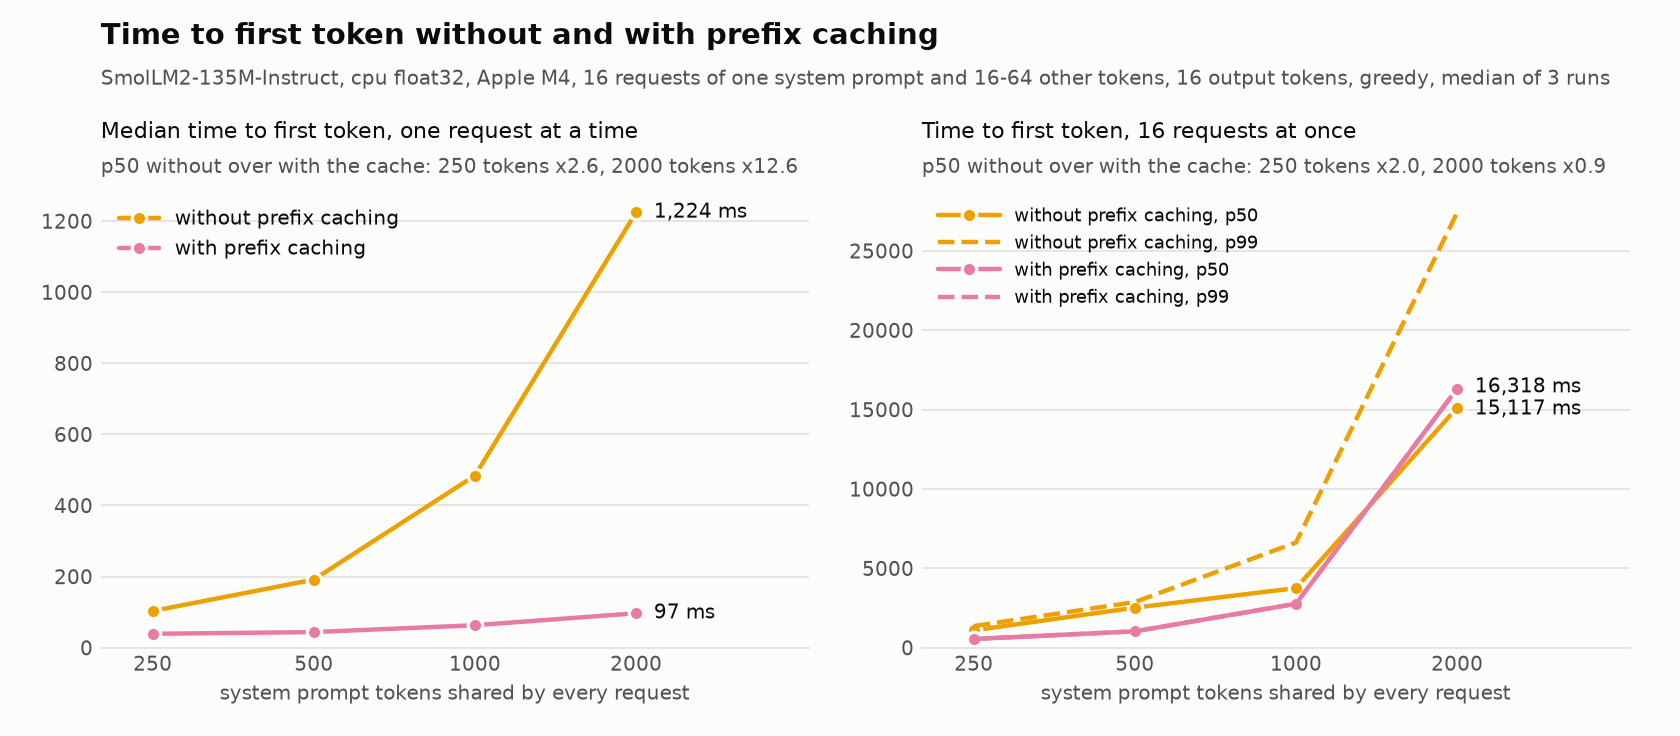 Time to first token without and with prefix caching
SmolLM2-135M-Instruct, cpu float32, Apple M4, 16 requests of one system prompt and 16-64 other tokens, 16 output tokens, greedy, median of 3 runs
Median time to first token, one request at a time
p50 without over with the cache: 250 tokens x2.6, 2000 tokens x12.6
without prefix caching
with prefix caching
1,224 ms
97 ms
1200
1000
800
600
400
200
0
250 500 1000 2000
system prompt tokens shared by every request
Time to first token, 16 requests at once
p50 without over with the cache: 250 tokens x2.0, 2000 tokens x0.9
without prefix caching, p50
without prefix caching, p99
with prefix caching, p50
with prefix caching, p99
16,318 ms
15,117 ms
25000
20000
15000
10000
5000
0
250 500 1000 2000
system prompt tokens shared by every request